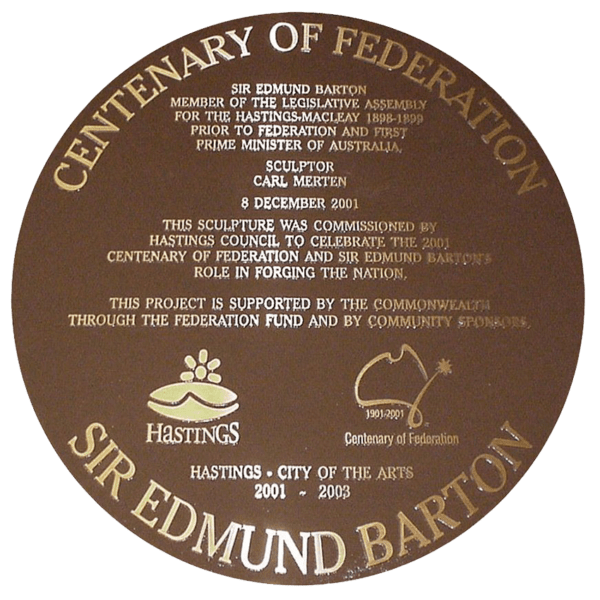 CENTENARY OF FEDERATION
SIR EDMUND BARTON
MEMBER OF THE LEGISLATIVE ASSEMBLY
FOR THE HASTINGS-MACLEAY 1898-1899
PRIOR TO FEDERATION AND FIRST
PRIME MINISTER OF AUSTRALIA.
SCULPTOR
CARL MERTEN
8 DECEMBER 2001
THIS SCULPTURE WAS COMMISSIONED BY
HASTINGS COUNCIL TO CELEBRATE THE 2001
CENTENARY OF FEDERATION AND SIR EDMUND BARTON'S
ROLE IN FORGING THE NATION.
THIS PROJECT IS SUPPORTED BY THE COMMONWEALTH
THROUGH THE FEDERATION FUND AND BY COMMUNITY SPONSORS.
HASTINGS
1901-2001
Centenary of Federation
HASTINGS • CITY OF THE ARTS
2001 ~ 2003
SIR EDMUND BARTON